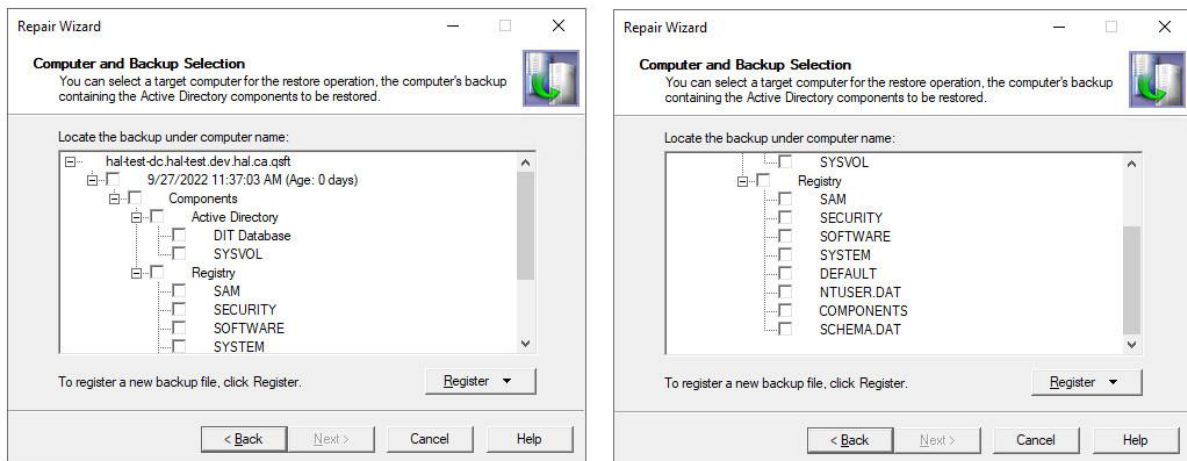 Repair Wizard
Computer and Backup Selection
You can select a target computer for the restore operation, the computer's backup
containing the Active Directory components to be restored.
Locate the backup under computer name:
hal-test-dc.hal-test.dev.hal.ca.qsft
9/27/2022 11:37:03 AM (Age: 0 days)
Components
Active Directory
DIT Database
SYSVOL
Registry
SAM
SECURITY
SOFTWARE
SYSTEM
To register a new backup file, click Register.
Register
< Back
Next >
Cancel
Help
Repair Wizard
Computer and Backup Selection
You can select a target computer for the restore operation, the computer's backup
containing the Active Directory components to be restored.
Locate the backup under computer name:
SYSVOL
Registry
SAM
SECURITY
SOFTWARE
SYSTEM
DEFAULT
NTUSER.DAT
COMPONENTS
SCHEMA.DAT
To register a new backup file, click Register.
Register
< Back
Next >
Cancel
Help